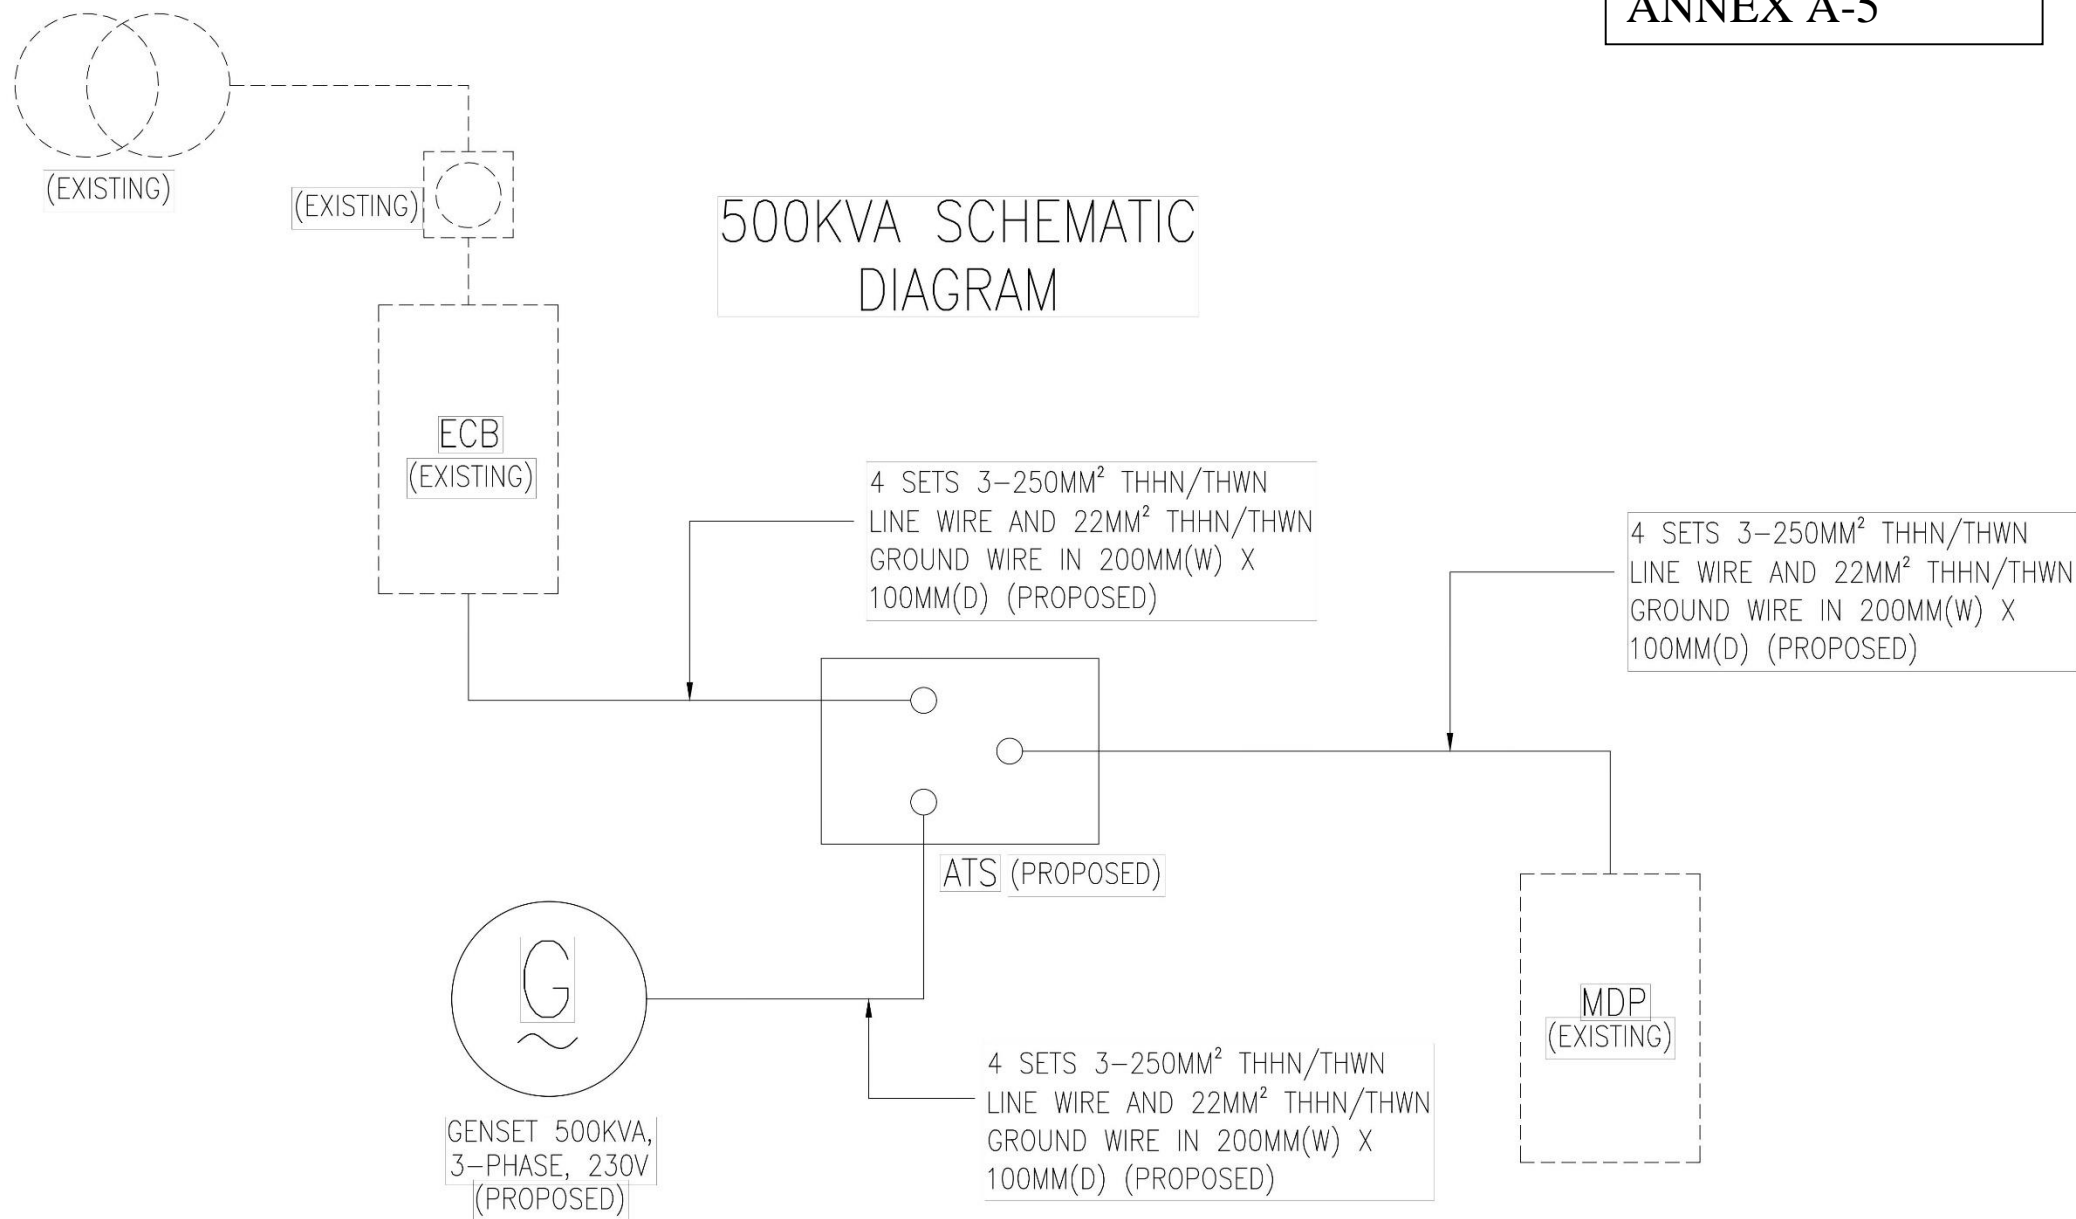 ANNEX A-5
(EXISTING)
(EXISTING)
500KVA SCHEMATIC
DIAGRAM
ECB
(EXISTING)
4 SETS 3-250MM² THHN/THWN
LINE WIRE AND 22MM² THHN/THWN
GROUND WIRE IN 200MM(W) X
100MM(D) (PROPOSED)
4 SETS 3-250MM² THHN/THWN
LINE WIRE AND 22MM² THHN/THWN
GROUND WIRE IN 200MM(W) X
100MM(D) (PROPOSED)
ATS (PROPOSED)
G
MDP
(EXISTING)
4 SETS 3-250MM² THHN/THWN
LINE WIRE AND 22MM² THHN/THWN
GROUND WIRE IN 200MM(W) X
100MM(D) (PROPOSED)
GENSET 500KVA,
3-PHASE, 230V
(PROPOSED)